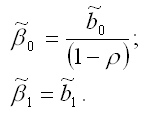 β̃₀ = b̃₀ / (1 − ρ);
β̃₁ = b̃₁ .